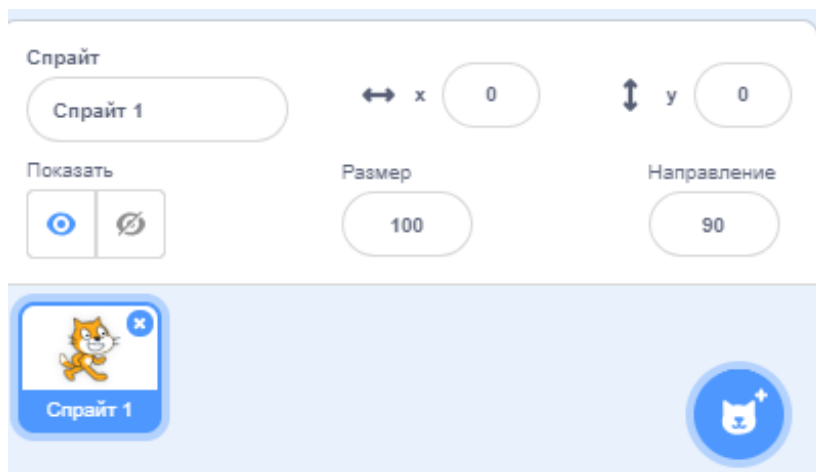 Спрайт
Спрайт 1
x
0
y
0
Показать
Размер
Направление
100
90
Спрайт 1